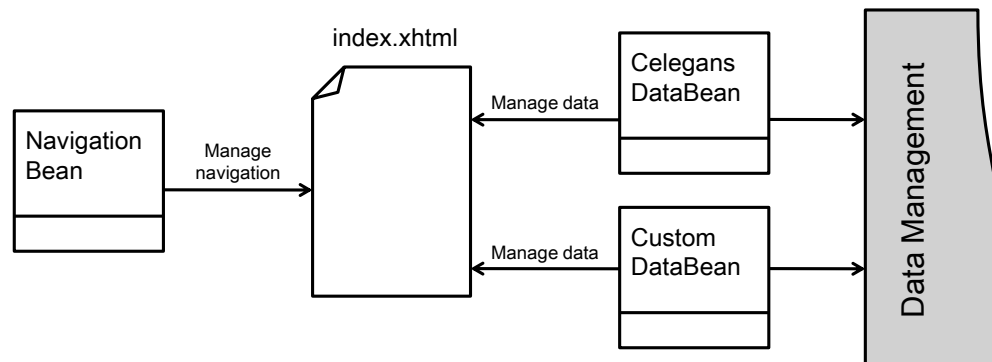 index.xhtml
Navigation
Bean
Manage
navigation
Manage data
Celegans
DataBean
Manage data
Custom
DataBean
Data Management